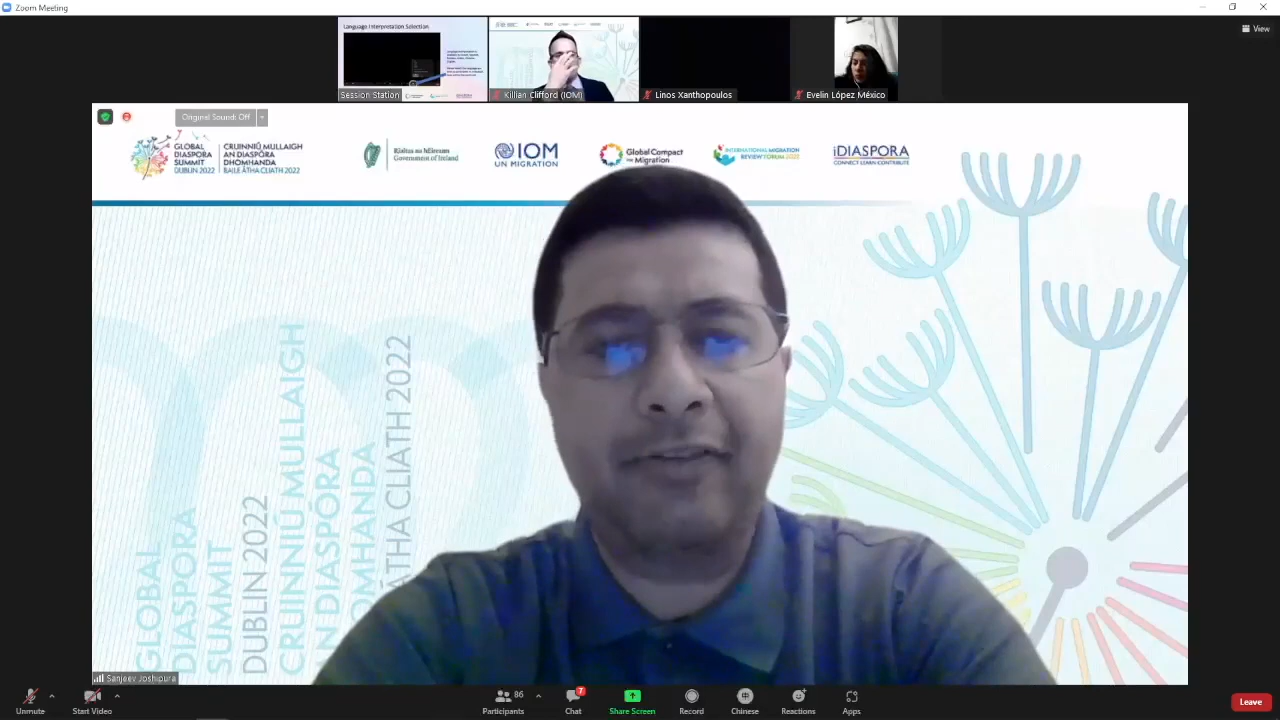 Zoom Meeting
View
Language Interpretation Selection
Session Station
Killian Clifford (IOM)
Linos Xanthopoulos
Evelin López México
Original Sound: Off
GLOBAL
DIASPORA
SUMMIT
DUBLIN 2022
CRUINNIÚ MULLAIGH
AN DIASPÓRA
DHOMHANDA
BAILE ÁTHA CLIATH 2022
Rialtas na hÉireann
Government of Ireland
IOM
UN MIGRATION
Global Compact
for Migration
INTERNATIONAL MIGRATION
REVIEW FORUM 2022
iDIASPORA
CONNECT LEARN CONTRIBUTE
GLOBAL
DIASPORA
SUMMIT
DUBLIN 2022
CRUINNIÚ MULLAIGH
N DIASPÓRA
OMHANDA
ÁTHA CLIATH 2022
Sanjeev Joshipura
Unmute
Start Video
Participants
86
Chat
7
Share Screen
Record
Chinese
Reactions
Apps
Leave